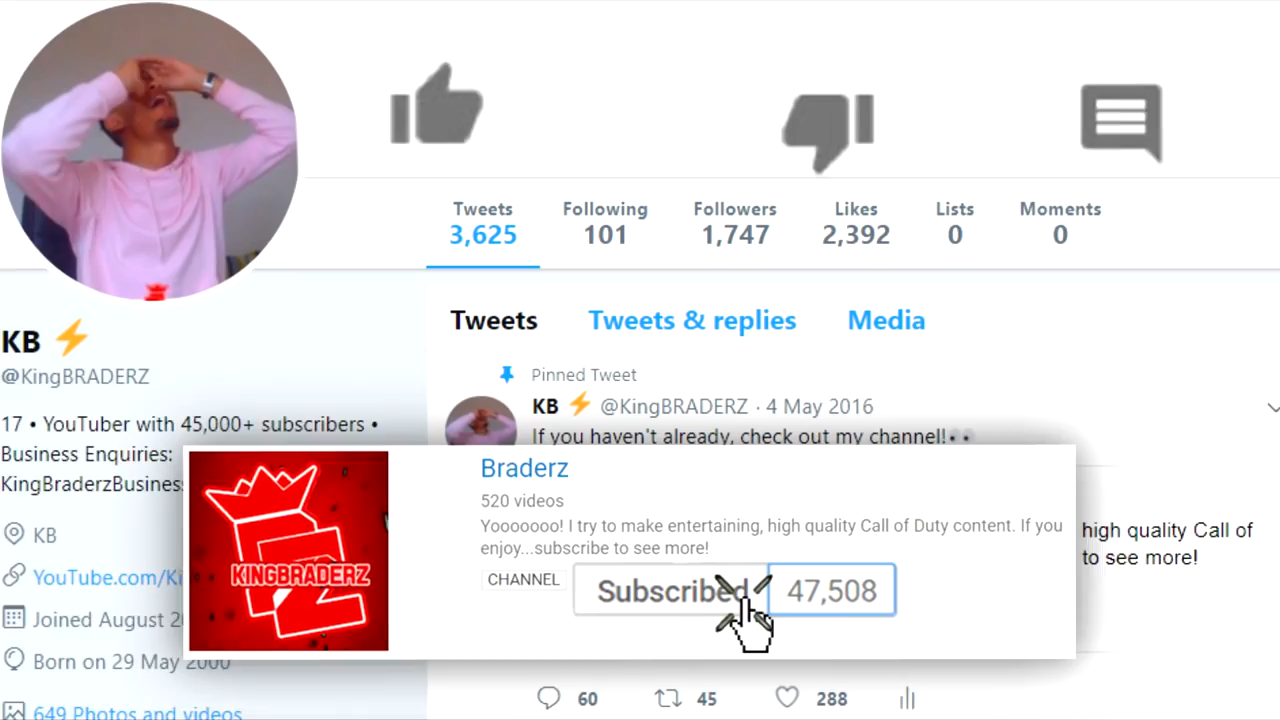 Tweets Following Followers Likes Lists Moments
3,625 101 1,747 2,392 0 0
KB
@KingBRADERZ
17 • YouTuber with 45,000+ subscribers •
Business Enquiries:
KingBraderzBusiness
KB
YouTube.com/Ki
Joined August 2
Born on 29 May 2000
649 Photos and videos
Tweets Tweets & replies Media
Pinned Tweet
KB @KingBRADERZ · 4 May 2016
If you haven't already, check out my channel!
KINGBRADERZ
Braderz
520 videos
Yooooooo! I try to make entertaining, high quality Call of Duty content. If you
enjoy...subscribe to see more!
CHANNEL
Subscribed 47,508
high quality Call of
to see more!
60 45 288